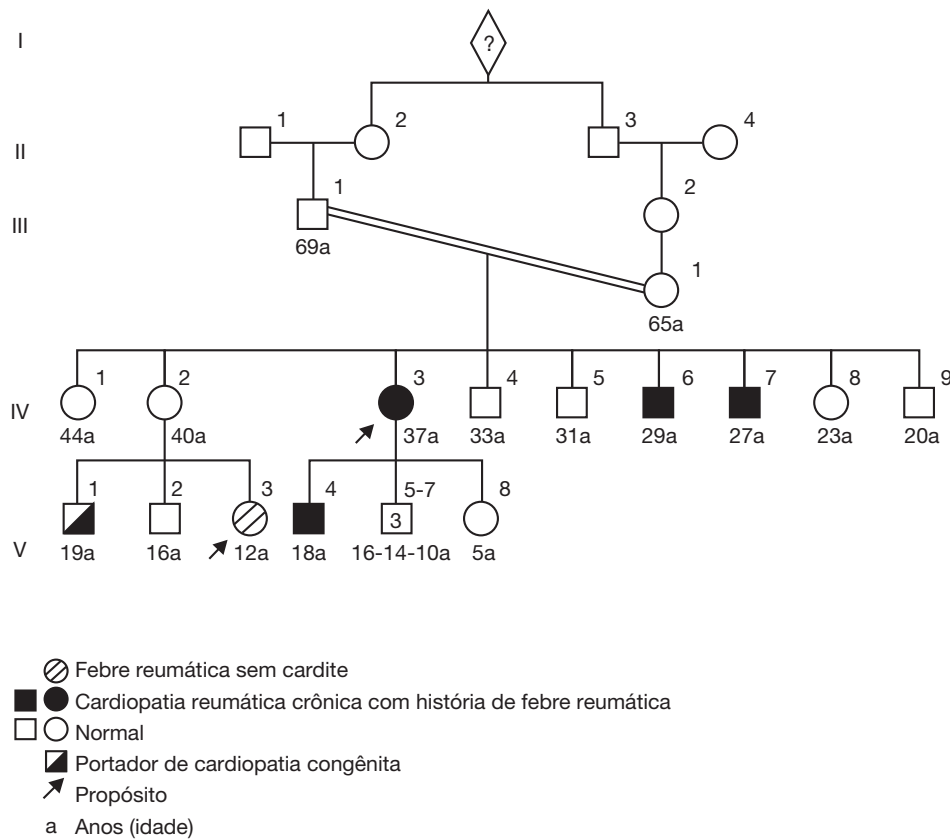 I
?
1 2 3 4
II
1 2
III
69a
1
65a
1 2 3 4 5 6 7 8 9
IV
44a 40a 37a 33a 31a 29a 27a 23a 20a
1 2 3 4 5-7 8
3
V
19a 16a 12a 18a 16-14-10a 5a
Febre reumática sem cardite
Cardiopatia reumática crônica com história de febre reumática
Normal
Portador de cardiopatia congênita
Propósito
a Anos (idade)